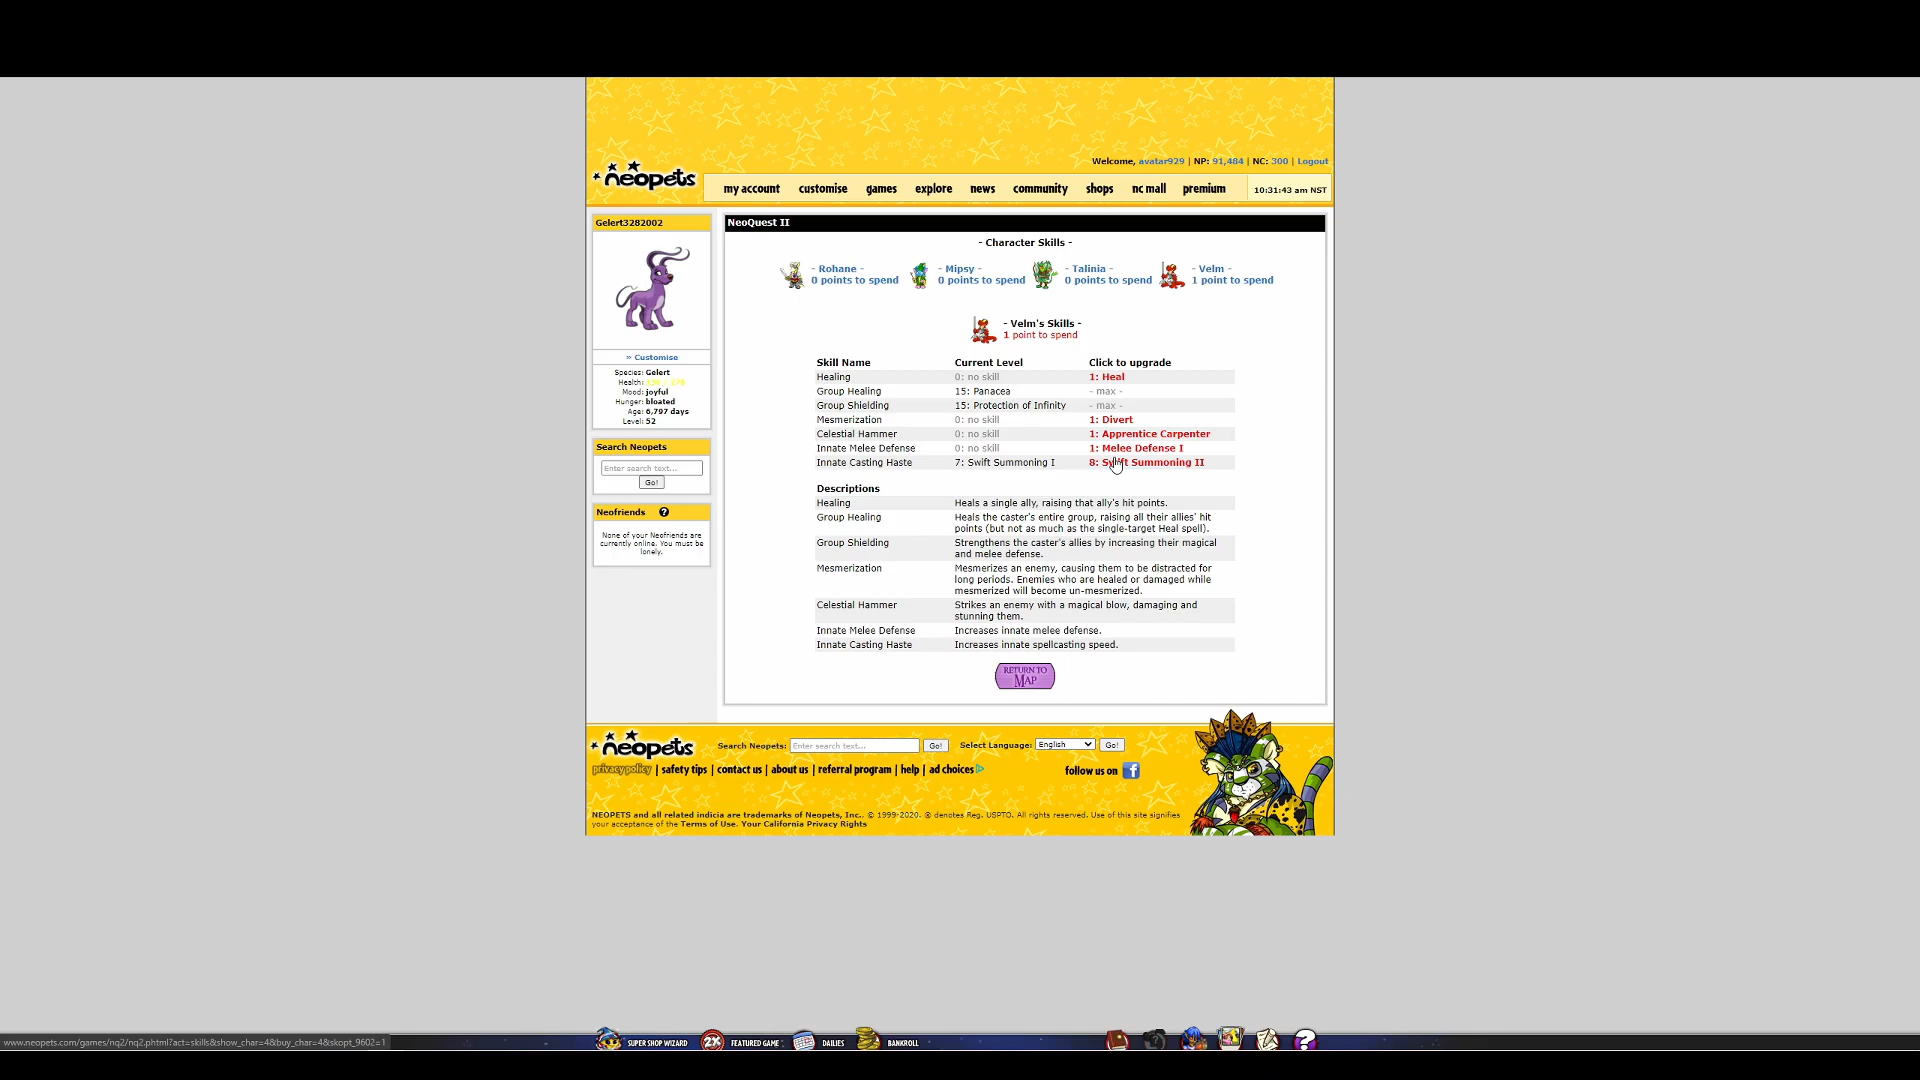 Welcome, avatar929 | NP: 91,484 | NC: 300 | Logout
neopets
my account customise games explore news community shops nc mall premium 10:31:43 am NST
Gelert3282002
» Customise
Species: Gelert
Health:
Mood: joyful
Hunger: bloated
Age: 6,797 days
Level: 52
Search Neopets
Enter search text...
Go!
Neofriends ?
None of your Neofriends are
currently online. You must be
lonely.
NeoQuest II
- Character Skills -
- Rohane - - Mipsy - - Talinia - - Velm -
0 points to spend 0 points to spend 0 points to spend 1 point to spend
- Velm's Skills -
1 point to spend
Skill Name Current Level Click to upgrade
Healing 0: no skill 1: Heal
Group Healing 15: Panacea - max -
Group Shielding 15: Protection of Infinity - max -
Mesmerization 0: no skill 1: Divert
Celestial Hammer 0: no skill 1: Apprentice Carpenter
Innate Melee Defense 0: no skill 1: Melee Defense I
Innate Casting Haste 7: Swift Summoning I 8: Swift Summoning II
Descriptions
Healing Heals a single ally, raising that ally's hit points.
Group Healing Heals the caster's entire group, raising all their allies' hit
points (but not as much as the single-target Heal spell).
Group Shielding Strengthens the caster's allies by increasing their magical
and melee defense.
Mesmerization Mesmerizes an enemy, causing them to be distracted for
long periods. Enemies who are healed or damaged while
mesmerized will become un-mesmerized.
Celestial Hammer Strikes an enemy with a magical blow, damaging and
stunning them.
Innate Melee Defense Increases innate melee defense.
Innate Casting Haste Increases innate spellcasting speed.
RETURN TO
MAP
neopets
Search Neopets: Enter search text... Go! Select Language: English Go!
privacy policy | safety tips | contact us | about us | referral program | help | ad choices
follow us on f
NEOPETS and all related indicia are trademarks of Neopets, Inc.. © 1999-2020. ® denotes Reg. USPTO. All rights reserved. Use of this site signifies
your acceptance of the Terms of Use. Your California Privacy Rights
www.neopets.com/games/nq2/nq2.phtml?act=skills&show_char=4&buy_char=4&skopt_9602=1
SUPER SHOP WIZARD 2X FEATURED GAME DAILIES BANKROLL ?